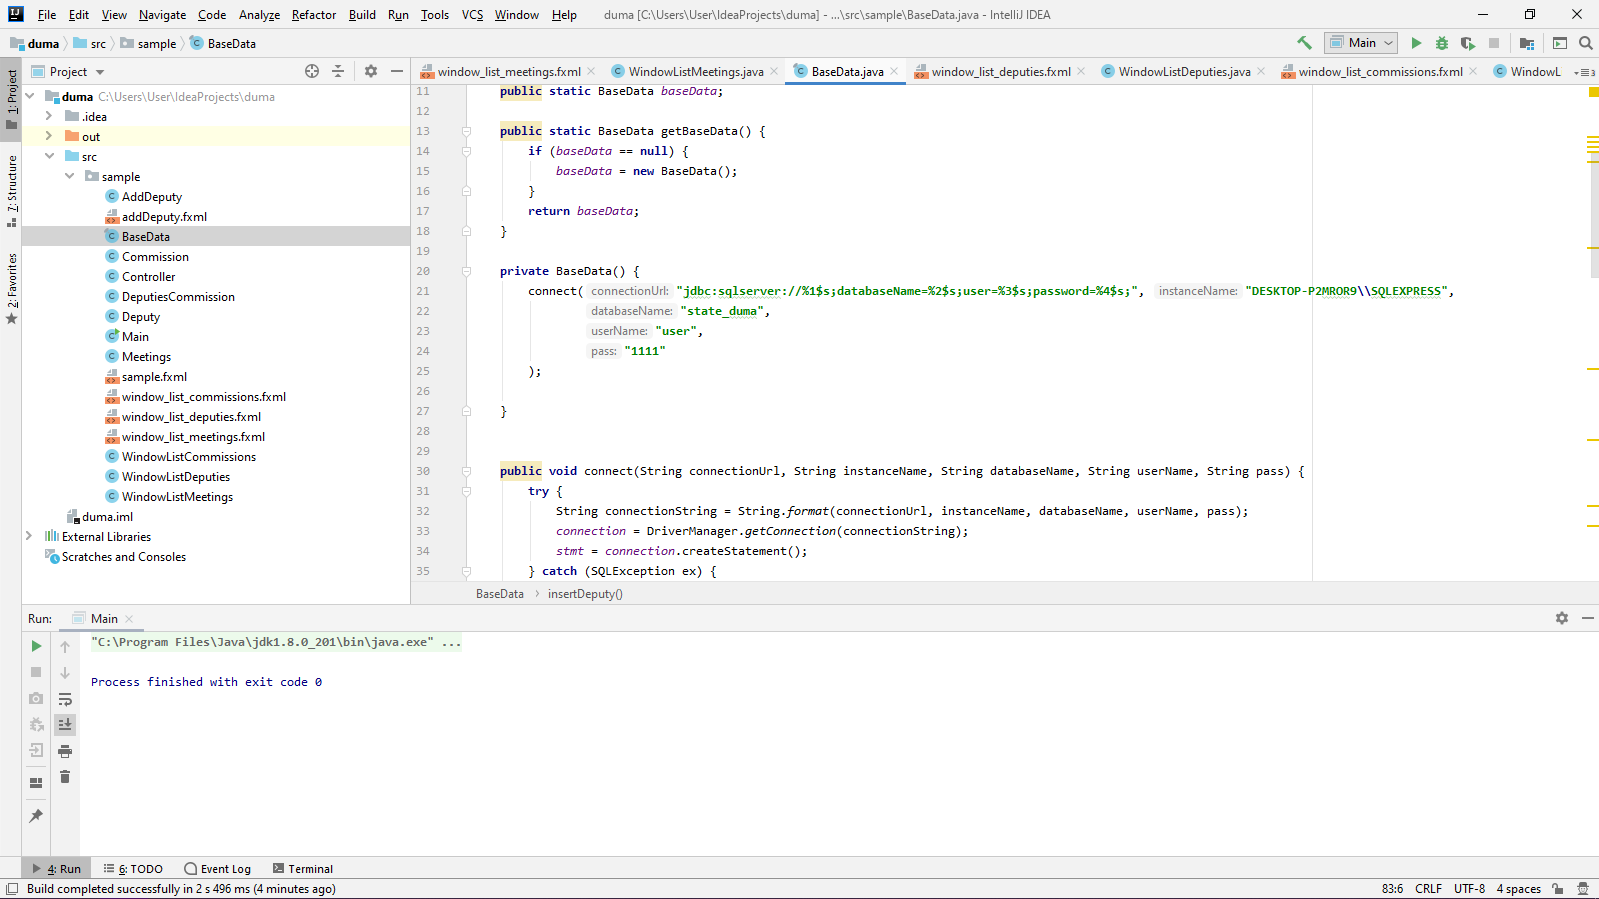 File Edit View Navigate Code Analyze Refactor Build Run Tools VCS Window Help duma [C:\Users\User\IdeaProjects\duma] - ...\src\sample\BaseData.java - IntelliJ IDEA
duma src sample BaseData Main
Project window_list_meetings.fxml WindowListMeetings.java BaseData.java window_list_deputies.fxml WindowListDeputies.java window_list_commissions.fxml WindowL 3
1: Project
7: Structure
2: Favorites
duma C:\Users\User\IdeaProjects\duma
.idea
out
src
sample
AddDeputy
addDeputy.fxml
BaseData
Commission
Controller
DeputiesCommission
Deputy
Main
Meetings
sample.fxml
window_list_commissions.fxml
window_list_deputies.fxml
window_list_meetings.fxml
WindowListCommissions
WindowListDeputies
WindowListMeetings
duma.iml
External Libraries
Scratches and Consoles
11 public static BaseData baseData;
12
13 public static BaseData getBaseData() {
14 if (baseData == null) {
15 baseData = new BaseData();
16 }
17 return baseData;
18 }
19
20 private BaseData() {
21 connect( connectionUrl: "jdbc:sqlserver://%1$s;databaseName=%2$s;user=%3$s;password=%4$s;", instanceName: "DESKTOP-P2MROR9\\SQLEXPRESS",
22 databaseName: "state_duma",
23 userName: "user",
24 pass: "1111"
25 );
26
27 }
28
29
30 public void connect(String connectionUrl, String instanceName, String databaseName, String userName, String pass) {
31 try {
32 String connectionString = String.format(connectionUrl, instanceName, databaseName, userName, pass);
33 connection = DriverManager.getConnection(connectionString);
34 stmt = connection.createStatement();
35 } catch (SQLException ex) {
BaseData insertDeputy()
Run: Main
"C:\Program Files\Java\jdk1.8.0_201\bin\java.exe" ...
Process finished with exit code 0
4: Run 6: TODO Event Log Terminal
Build completed successfully in 2 s 496 ms (4 minutes ago) 83:6 CRLF UTF-8 4 spaces